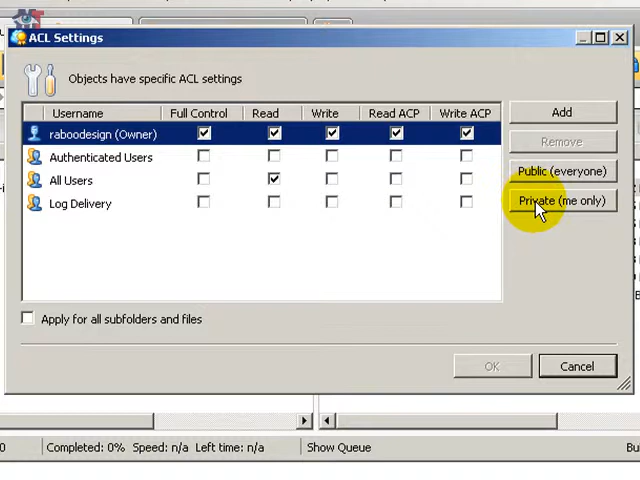 ACL Settings
Objects have specific ACL settings
Username Full Control Read Write Read ACP Write ACP
raboodesign (Owner)
Authenticated Users
All Users
Log Delivery
Add
Remove
Public (everyone)
Private (me only)
Apply for all subfolders and files
OK Cancel
0 Completed: 0% Speed: n/a Left time: n/a Show Queue Bu